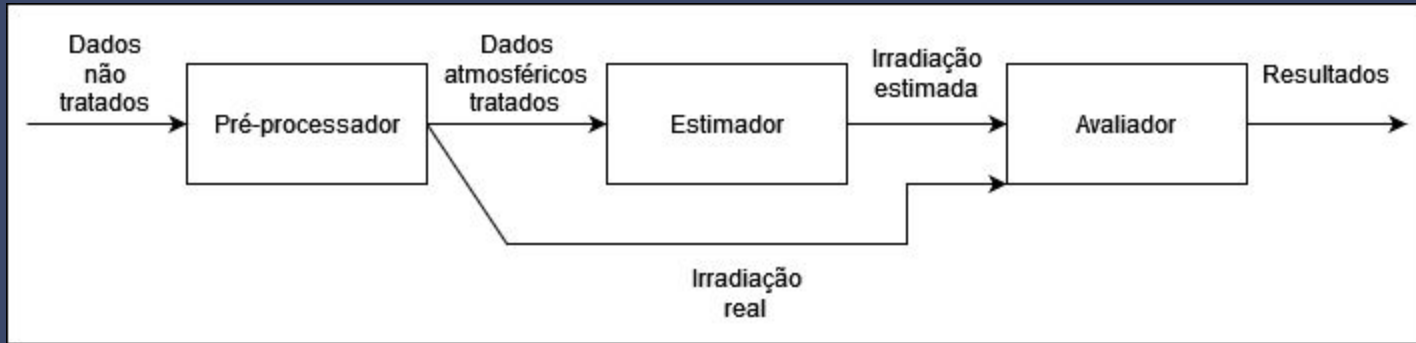 Dados
não
tratados
Pré-processador
Dados
atmosféricos
tratados
Estimador
Irradiação
estimada
Avaliador
Resultados
Irradiação
real